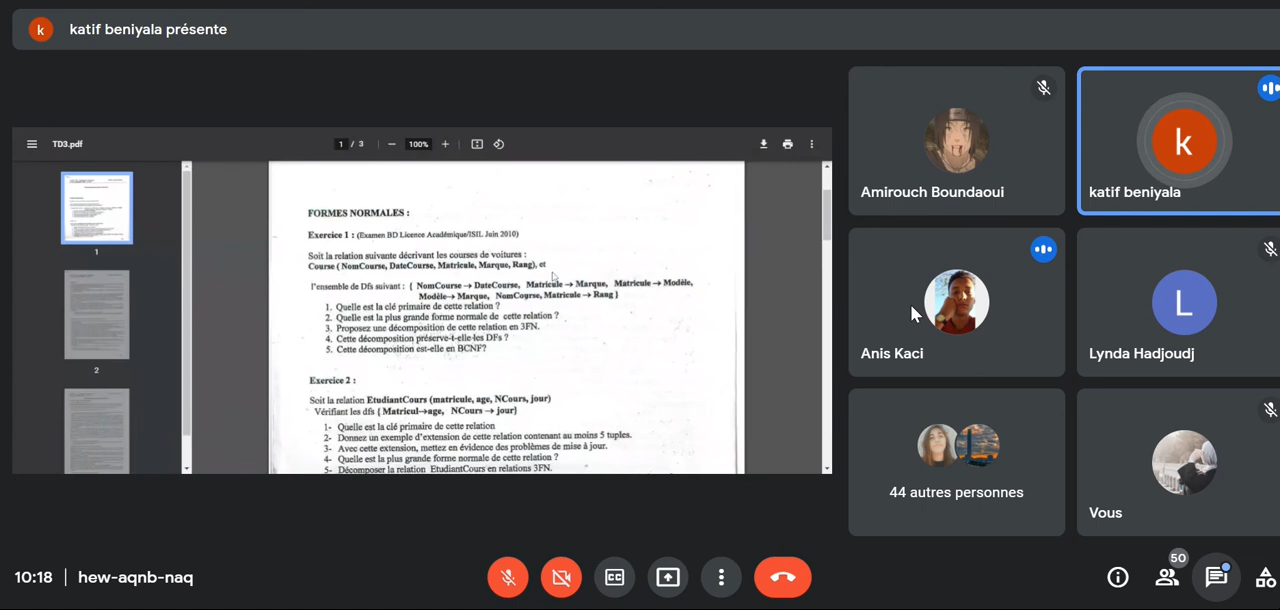 k
katif beniyala présente
TD3.pdf
1 / 3
100%
1
2
FORMES NORMALES :
Exercice 1 : (Examen BD Licence Académique/ISIL Juin 2010)
Soit la relation suivante décrivant les courses de voitures :
Course ( NomCourse, DateCourse, Matricule, Marque, Rang), et
l'ensemble de Dfs suivant : { NomCourse → DateCourse, Matricule → Marque, Matricule → Modèle,
Modèle→ Marque, NomCourse, Matricule → Rang }
1. Quelle est la clé primaire de cette relation ?
2. Quelle est la plus grande forme normale de cette relation ?
3. Proposez une décomposition de cette relation en 3FN.
4. Cette décomposition préserve-t-elle-les DFs ?
5. Cette décomposition est-elle en BCNF?
Exercice 2 :
Soit la relation EtudiantCours (matricule, age, NCours, jour)
Vérifiant les dfs { Matricul→age, NCours → jour}
1- Quelle est la clé primaire de cette relation
2- Donnez un exemple d'extension de cette relation contenant au moins 5 tuples.
3- Avec cette extension, mettez en évidence des problèmes de mise à jour.
4- Quelle est la plus grande forme normale de cette relation ?
5- Décomposer la relation EtudiantCours en relations 3FN.
Amirouch Boundaoui
k
katif beniyala
Anis Kaci
L
Lynda Hadjoudj
44 autres personnes
Vous
10:18 | hew-aqnb-naq
CC
50